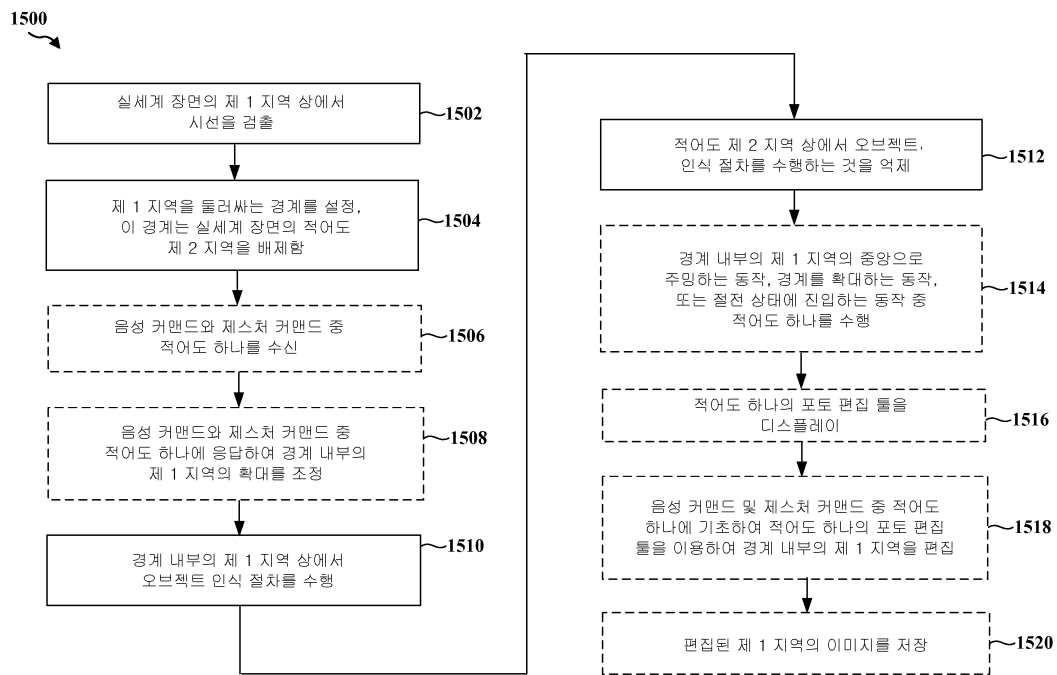 1500
실세계 장면의 제 1 지역 상에서
시선을 검출
1502
제 1 지역을 둘러싸는 경계를 설정,
이 경계는 실세계 장면의 적어도
제 2 지역을 배제함
1504
음성 커맨드와 제스처 커맨드 중
적어도 하나를 수신
1506
음성 커맨드와 제스처 커맨드 중
적어도 하나에 응답하여 경계 내부의
제 1 지역의 확대를 조정
1508
경계 내부의 제 1 지역 상에서
오브젝트 인식 절차를 수행
1510
적어도 제 2 지역 상에서 오브젝트,
인식 절차를 수행하는 것을 억제
1512
경계 내부의 제 1 지역의 중앙으로
주밍하는 동작, 경계를 확대하는 동작,
또는 절전 상태에 진입하는 동작 중
적어도 하나를 수행
1514
적어도 하나의 포토 편집 툴을
디스플레이
1516
음성 커맨드 및 제스처 커맨드 중 적어도
하나에 기초하여 적어도 하나의 포토 편집
툴을 이용하여 경계 내부의 제 1 지역을 편집
1518
편집된 제 1 지역의 이미지를 저장
1520